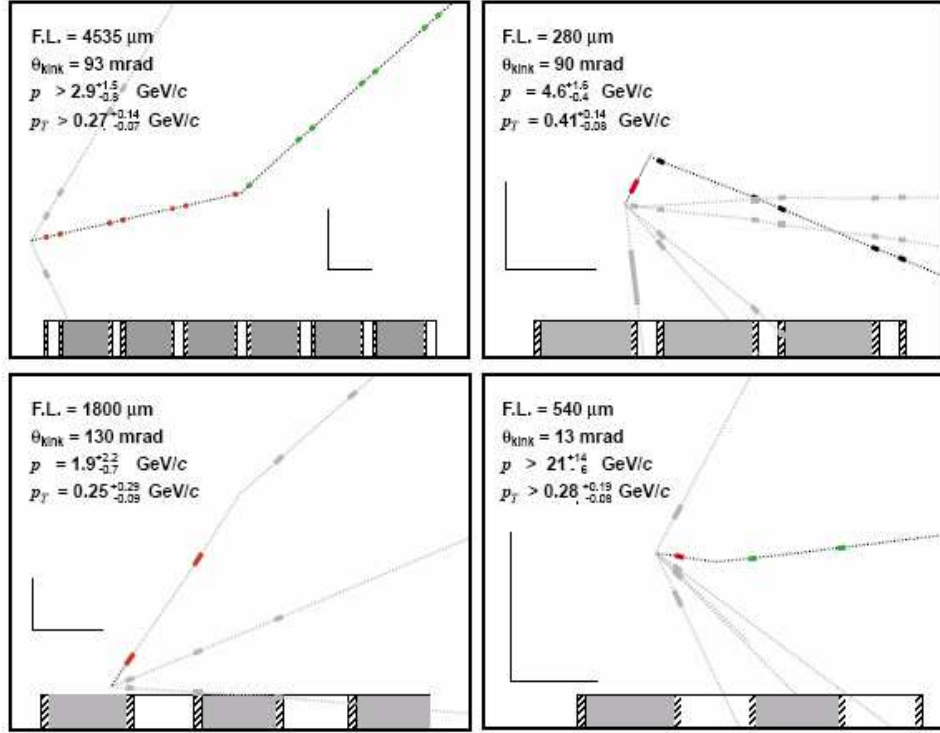 F.L. = 4535 μm
θkink = 93 mrad
p > 2.9 +1.5 -0.8 GeV/c
pT > 0.27 +0.14 -0.07 GeV/c
F.L. = 280 μm
θkink = 90 mrad
p = 4.6 +1.6 -0.4 GeV/c
pT = 0.41 +0.14 -0.08 GeV/c
F.L. = 1800 μm
θkink = 130 mrad
p = 1.9 +2.2 -0.7 GeV/c
pT = 0.25 +0.29 -0.09 GeV/c
F.L. = 540 μm
θkink = 13 mrad
p > 21 +14 -6 GeV/c
pT > 0.28 +0.19 -0.08 GeV/c